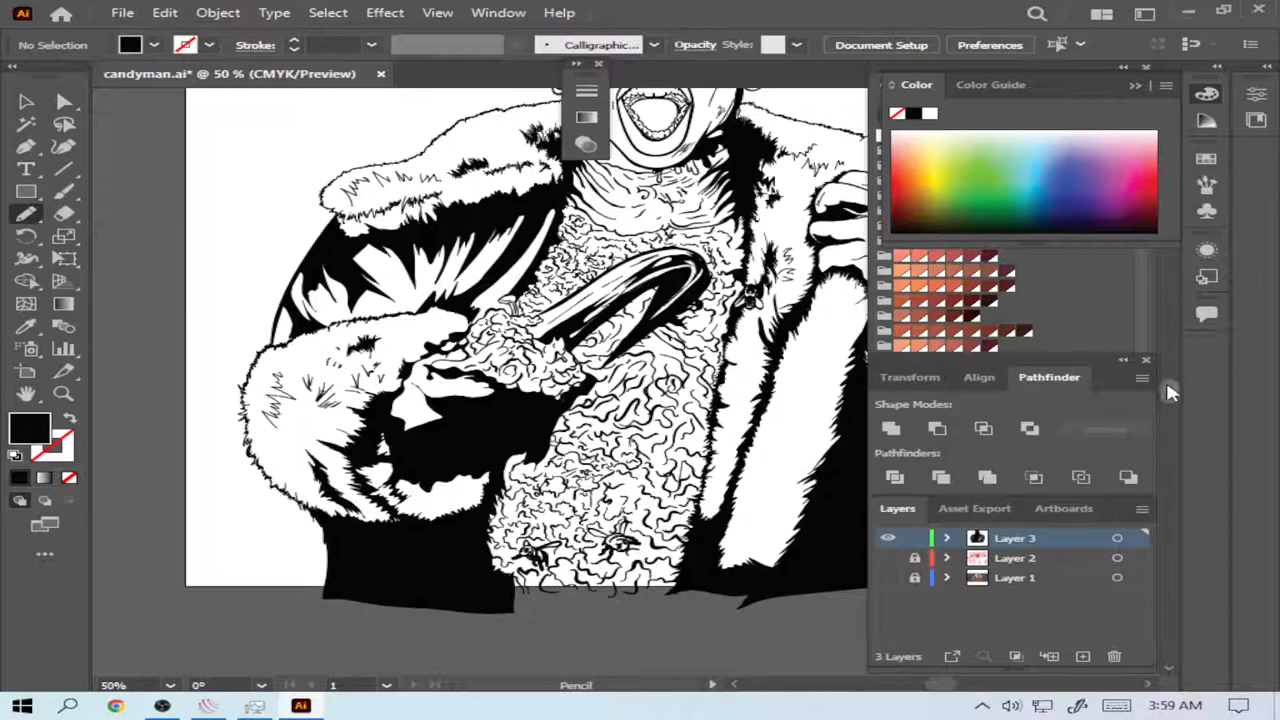 Ai File Edit Object Type Select Effect View Window Help
No Selection Stroke: Calligraphic... Opacity Style: Document Setup Preferences
candyman.ai* @ 50 % (CMYK/Preview)
Color Color Guide
Transform Align Pathfinder
Shape Modes:
Pathfinders:
Layers Asset Export Artboards
Layer 3
Layer 2
Layer 1
3 Layers
50% 0° 1 Pencil
Ai 3:59 AM